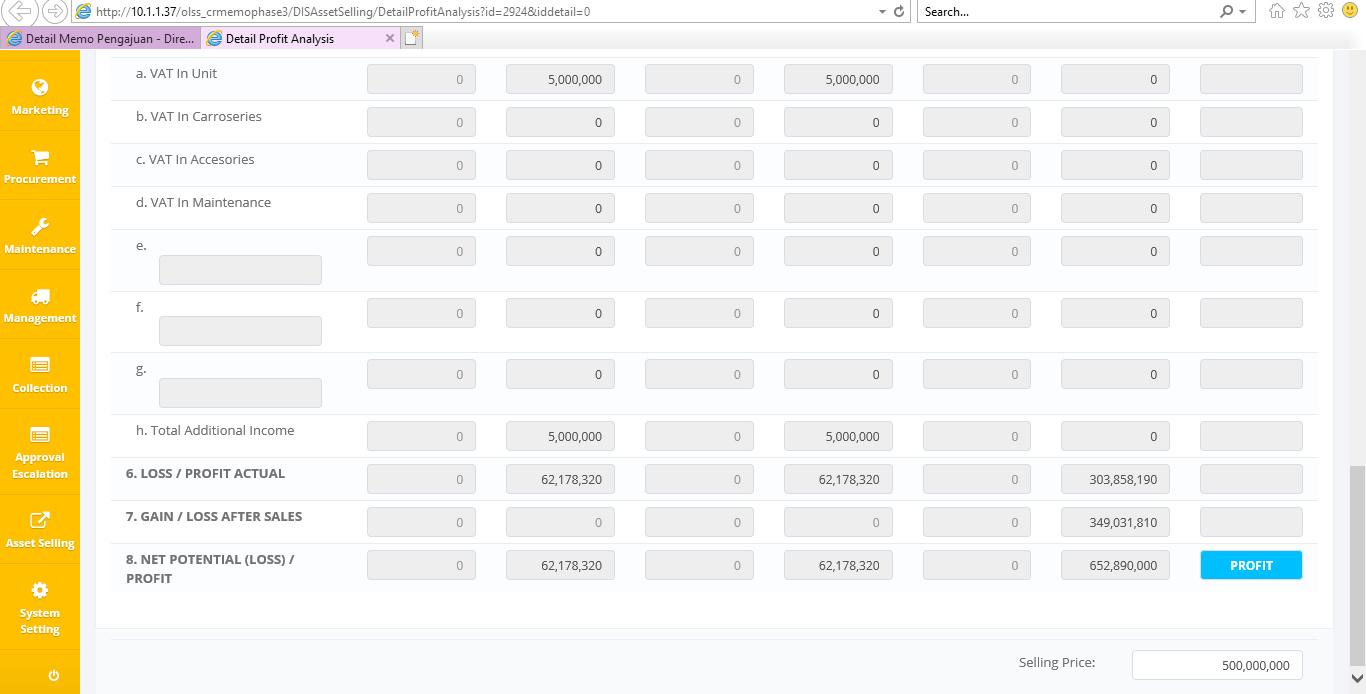 http://10.1.1.37/olss_crmemophase3/DISAssetSelling/DetailProfitAnalysis?id=2924&iddetail=0
Search...
Detail Memo Pengajuan - Dire...
Detail Profit Analysis
Marketing
Procurement
Maintenance
Management
Collection
Approval
Escalation
Asset Selling
System
Setting
a. VAT In Unit 0 5,000,000 0 5,000,000 0 0
b. VAT In Carroseries 0 0 0 0 0 0
c. VAT In Accesories 0 0 0 0 0 0
d. VAT In Maintenance 0 0 0 0 0 0
e. 0 0 0 0 0 0
f. 0 0 0 0 0 0
g. 0 0 0 0 0 0
h. Total Additional Income 0 5,000,000 0 5,000,000 0 0
6. LOSS / PROFIT ACTUAL 0 62,178,320 0 62,178,320 0 303,858,190
7. GAIN / LOSS AFTER SALES 0 0 0 0 0 349,031,810
8. NET POTENTIAL (LOSS) /
PROFIT 0 62,178,320 0 62,178,320 0 652,890,000 PROFIT
Selling Price: 500,000,000